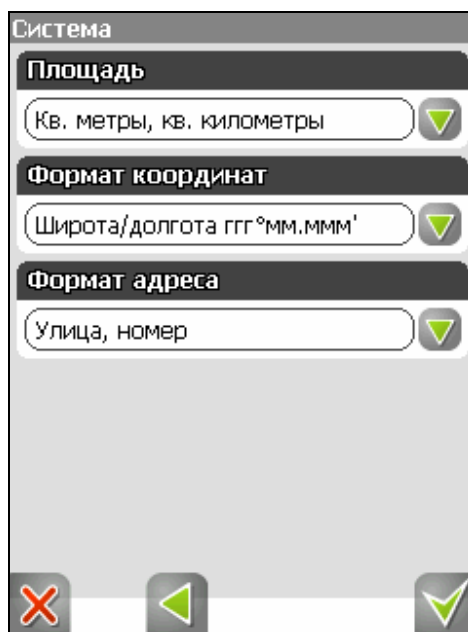 Система
Площадь
Кв. метры, кв. километры
Формат координат
Широта/долгота ггг°мм.ммм'
Формат адреса
Улица, номер